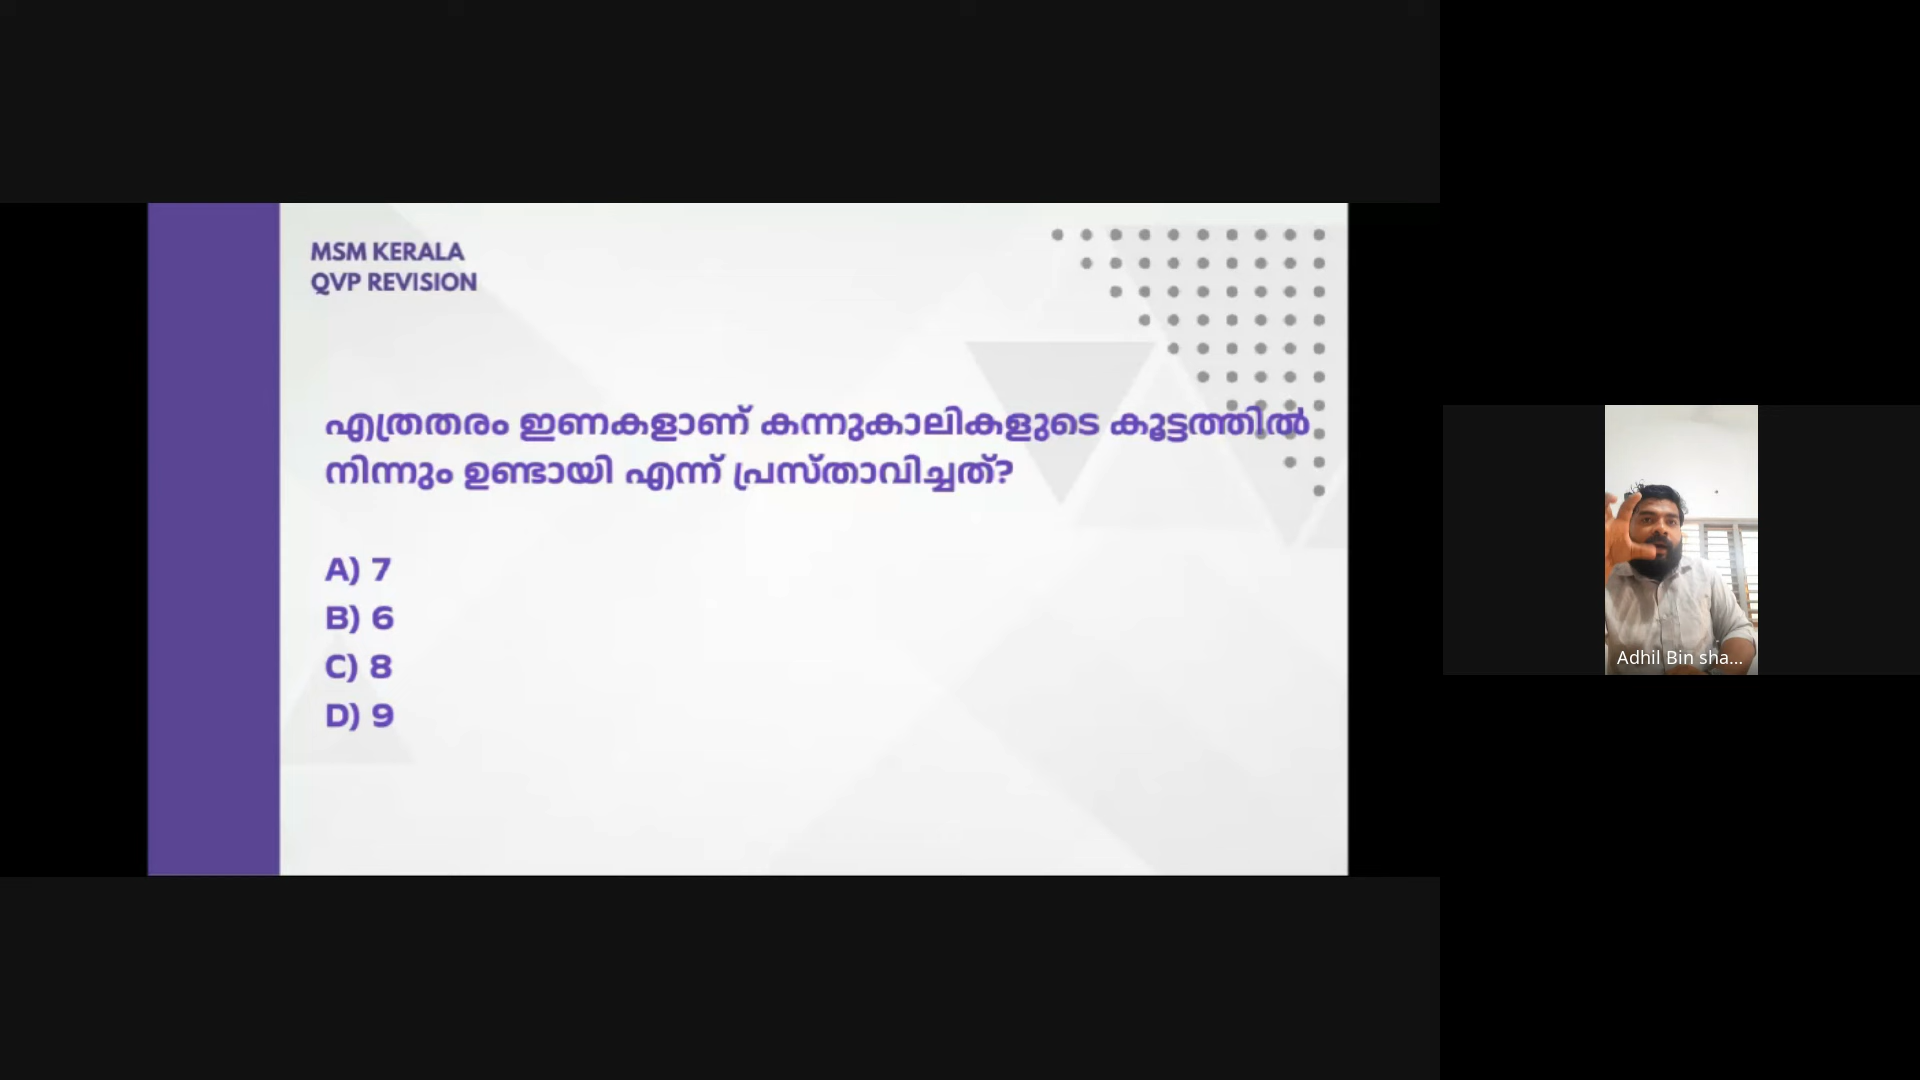 MSM KERALA
QVP REVISION
എത്രതരം ഇണകളാണ് കന്നുകാലികളുടെ കൂട്ടത്തിൽ
നിന്നും ഉണ്ടായി എന്ന് പ്രസ്താവിച്ചത്?
A) 7
B) 6
C) 8
D) 9
Adhil Bin sha...